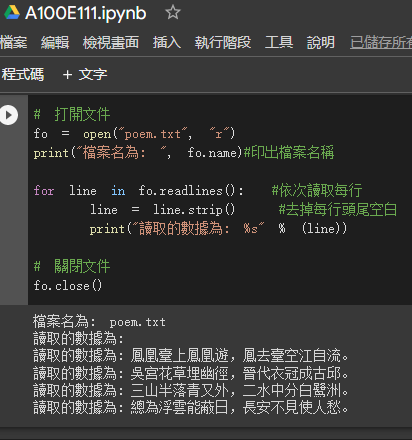 A100E111.ipynb
檔案 編輯 檢視畫面 插入 執行階段 工具 說明 已儲存所有
程式碼 + 文字
# 打開文件
fo = open("poem.txt", "r")
print("檔案名為: ", fo.name)#印出檔案名稱
for line in fo.readlines(): #依次讀取每行
line = line.strip() #去掉每行頭尾空白
print("讀取的數據為: %s" % (line))
# 關閉文件
fo.close()
檔案名為: poem.txt
讀取的數據為:
讀取的數據為: 鳳凰臺上鳳凰遊，鳳去臺空江自流。
讀取的數據為: 吳宮花草埋幽徑，晉代衣冠成古邱。
讀取的數據為: 三山半落青又外，二水中分白鷺洲。
讀取的數據為: 總為浮雲能蔽日，長安不見使人愁。